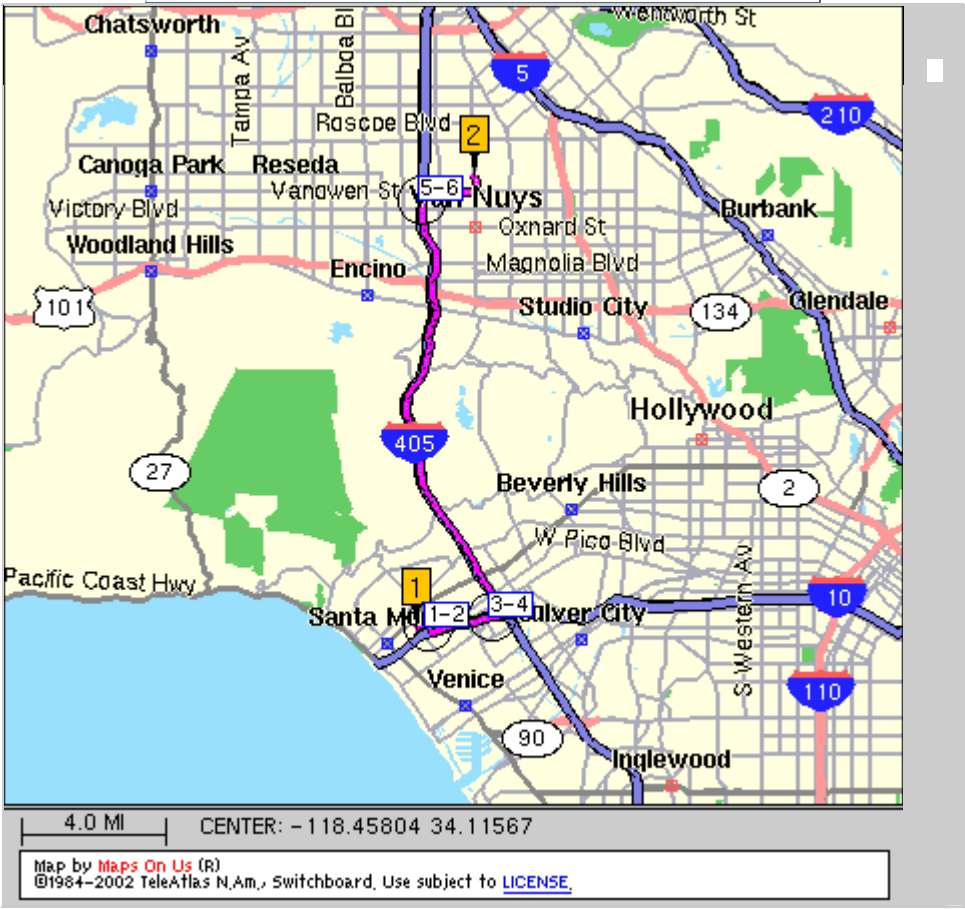 Wentworth St
Chatsworth
Tampa Av
Balboa Bl
5
210
Roscoe Blvd
2
Canoga Park
Reseda
Vanowen St
5-6
Nuys
Victory Blvd
Oxnard St
Burbank
Woodland Hills
Encino
Magnolia Blvd
101
Studio City
134
Glendale
Hollywood
405
27
Beverly Hills
2
W Pico Blvd
Pacific Coast Hwy
1
S Western Av
10
Santa Mo
1-2
3-4
ulver City
Venice
110
90
Inglewood
4.0 MI
CENTER: -118.45804 34.11567
Map by Maps On Us (R)
©1984-2002 TeleAtlas N.Am., Switchboard. Use subject to LICENSE.